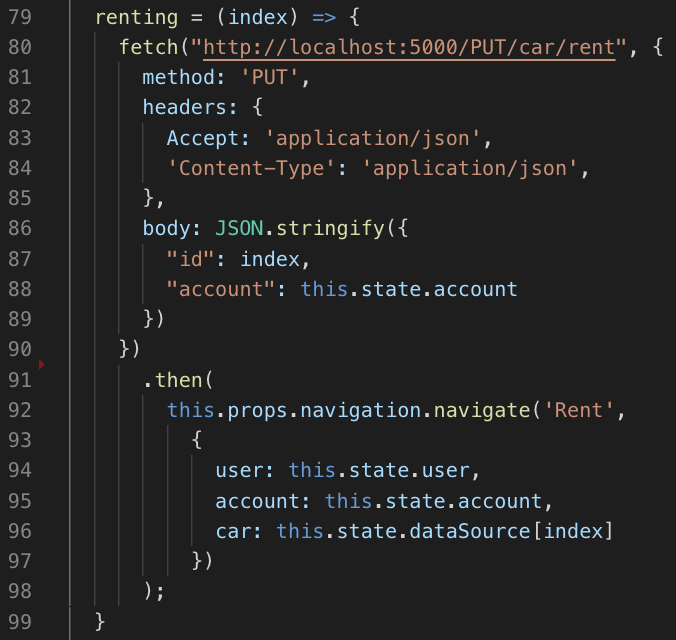 79 renting = (index) => {
80 fetch("http://localhost:5000/PUT/car/rent", {
81 method: 'PUT',
82 headers: {
83 Accept: 'application/json',
84 'Content-Type': 'application/json',
85 },
86 body: JSON.stringify({
87 "id": index,
88 "account": this.state.account
89 })
90 })
91 .then(
92 this.props.navigation.navigate('Rent',
93 {
94 user: this.state.user,
95 account: this.state.account,
96 car: this.state.dataSource[index]
97 })
98 );
99 }